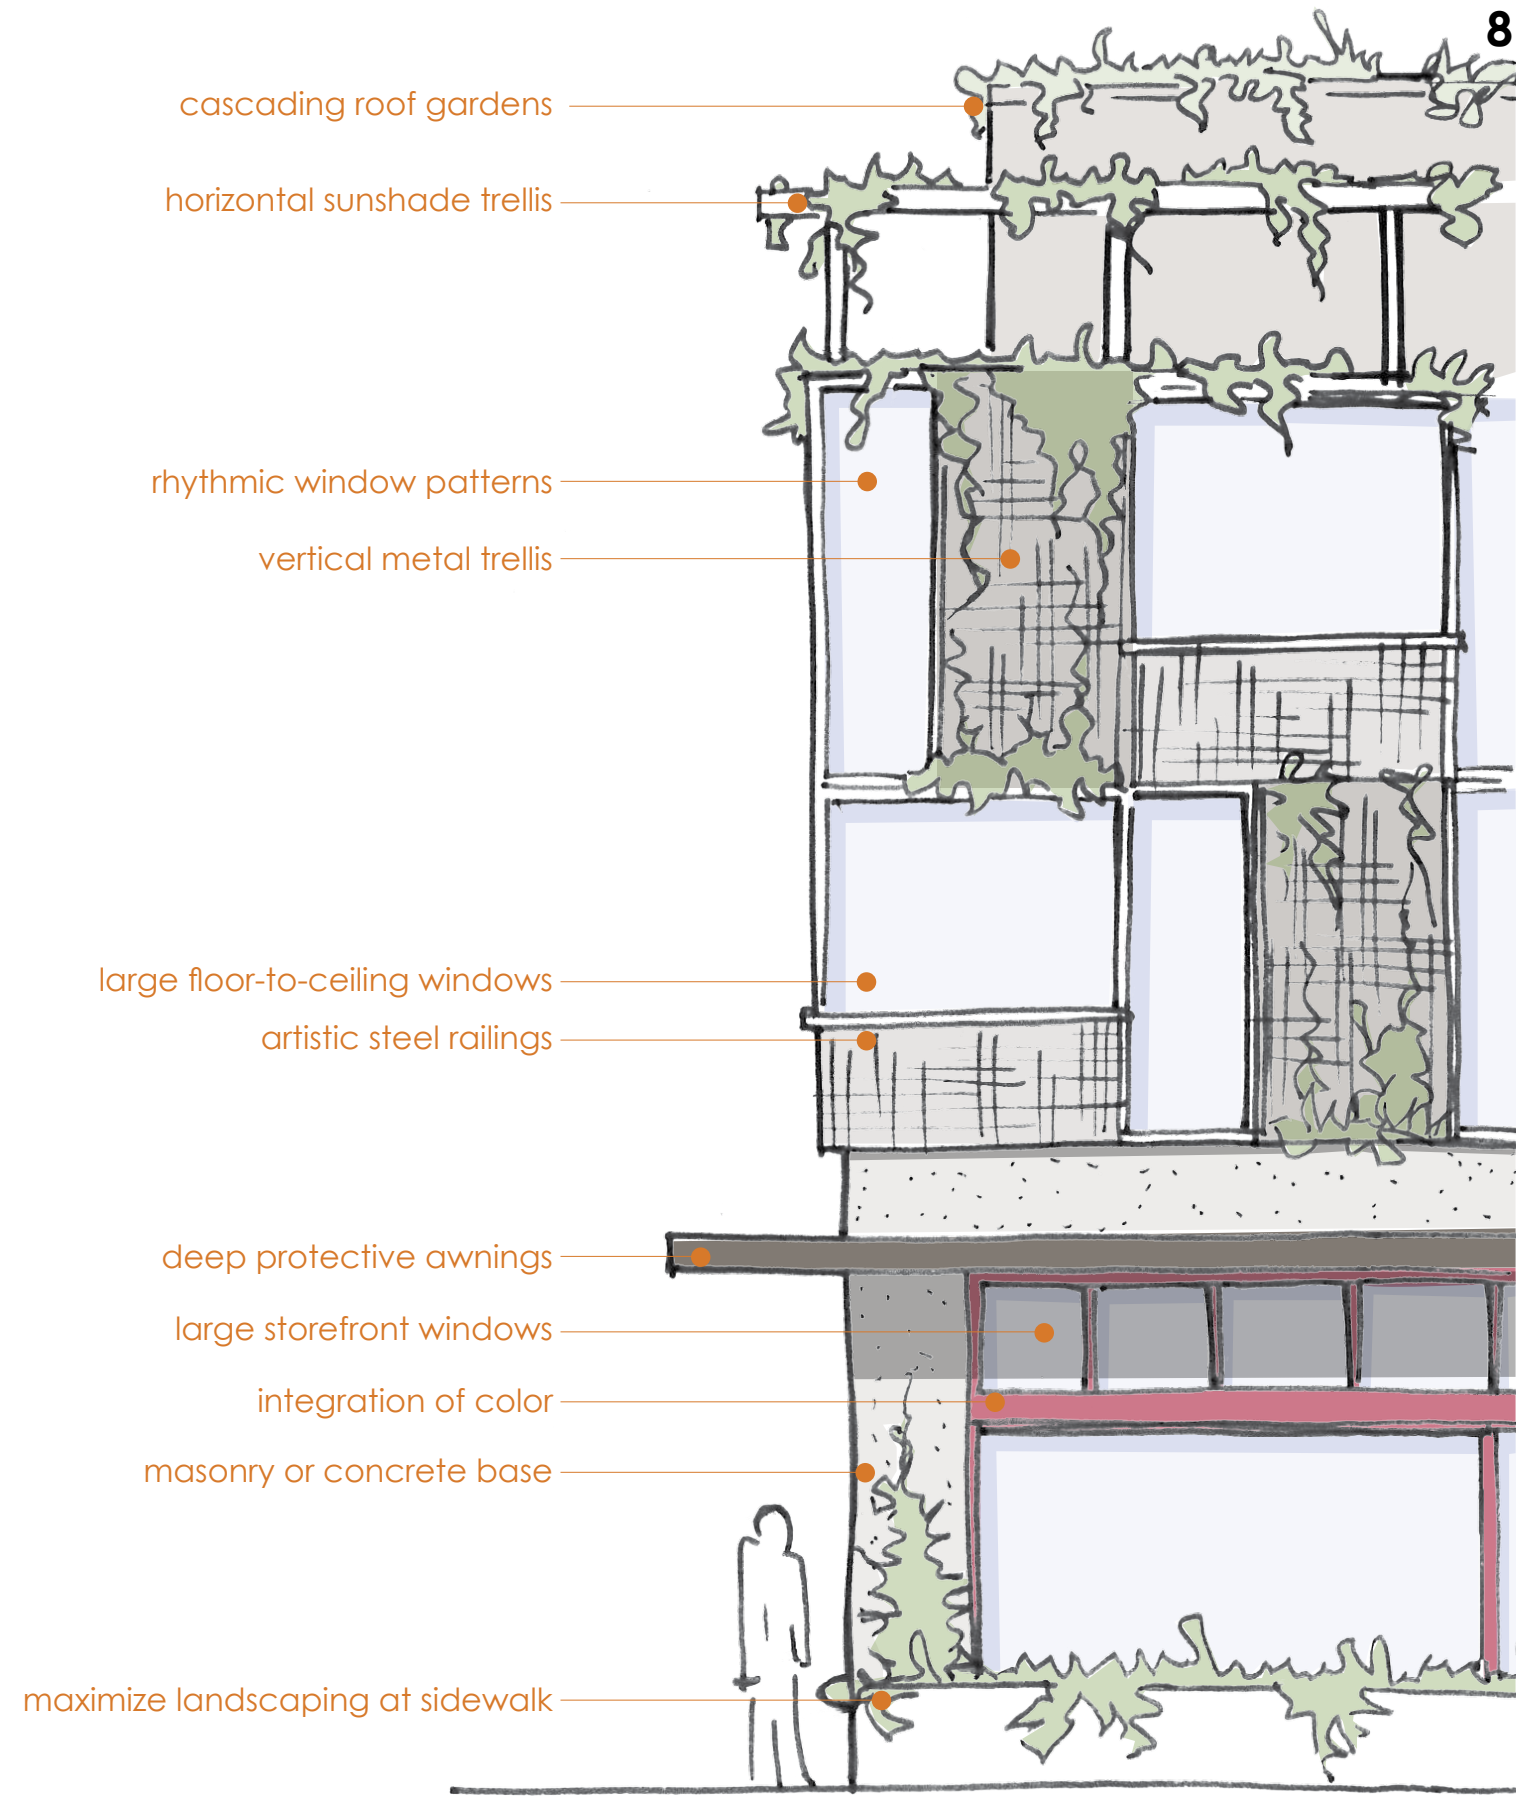 8
cascading roof gardens
horizontal sunshade trellis
rhythmic window patterns
vertical metal trellis
large floor-to-ceiling windows
artistic steel railings
deep protective awnings
large storefront windows
integration of color
masonry or concrete base
maximize landscaping at sidewalk